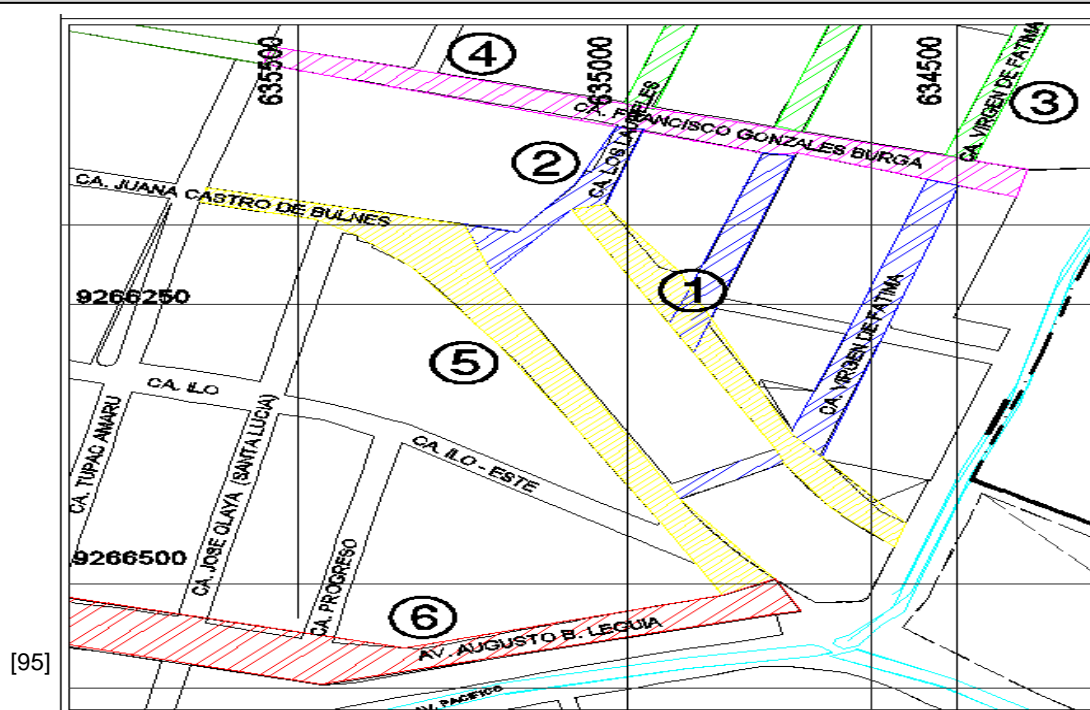 635500
635000
634500
4
3
CA. VIRGEN DE FATIMA
CA. FRANCISCO GONZALES BURGA
CA. LOS LAURELES
2
CA. JUANA CASTRO DE BULNES
9266250
1
5
CA. VIRGEN DE FATIMA
CA. ILO
CA. TUPAC AMARU
CA. JOSE OLAYA (SANTA LUCIA)
CA. ILO - ESTE
9266500
CA. PROGRESO
6
AV. AUGUSTO B. LEGUIA
[95]
AV. PACIFICO